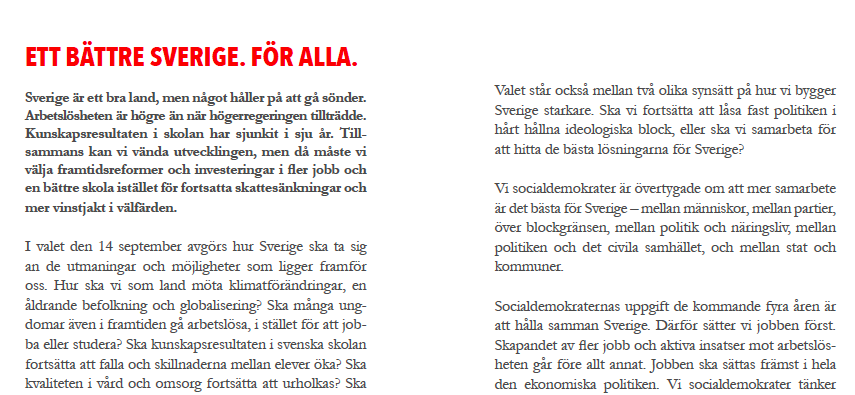 ETT BÄTTRE SVERIGE. FÖR ALLA.
Sverige är ett bra land, men något håller på att gå sönder.
Arbetslösheten är högre än när högerregeringen tillträdde.
Kunskapsresultaten i skolan har sjunkit i sju år. Till-
sammans kan vi vända utvecklingen, men då måste vi
välja framtidsreformer och investeringar i fler jobb och
en bättre skola istället för fortsatta skattesänkningar och
mer vinstjakt i välfärden.
I valet den 14 september avgörs hur Sverige ska ta sig
an de utmaningar och möjligheter som ligger framför
oss. Hur ska vi som land möta klimatförändringar, en
åldrande befolkning och globalisering? Ska många ung-
domar även i framtiden gå arbetslösa, i stället för att job-
ba eller studera? Ska kunskapsresultaten i svenska skolan
fortsätta att falla och skillnaderna mellan elever öka? Ska
kvaliteten i vård och omsorg fortsätta att urholkas? Ska
Valet står också mellan två olika synsätt på hur vi bygger
Sverige starkare. Ska vi fortsätta att låsa fast politiken i
hårt hållna ideologiska block, eller ska vi samarbeta för
att hitta de bästa lösningarna för Sverige?
Vi socialdemokrater är övertygade om att mer samarbete
är det bästa för Sverige – mellan människor, mellan partier,
över blockgränsen, mellan politik och näringsliv, mellan
politiken och det civila samhället, och mellan stat och
kommuner.
Socialdemokraternas uppgift de kommande fyra åren är
att hålla samman Sverige. Därför sätter vi jobben först.
Skapandet av fler jobb och aktiva insatser mot arbetslös-
heten går före allt annat. Jobben ska sättas främst i hela
den ekonomiska politiken. Vi socialdemokrater tänker